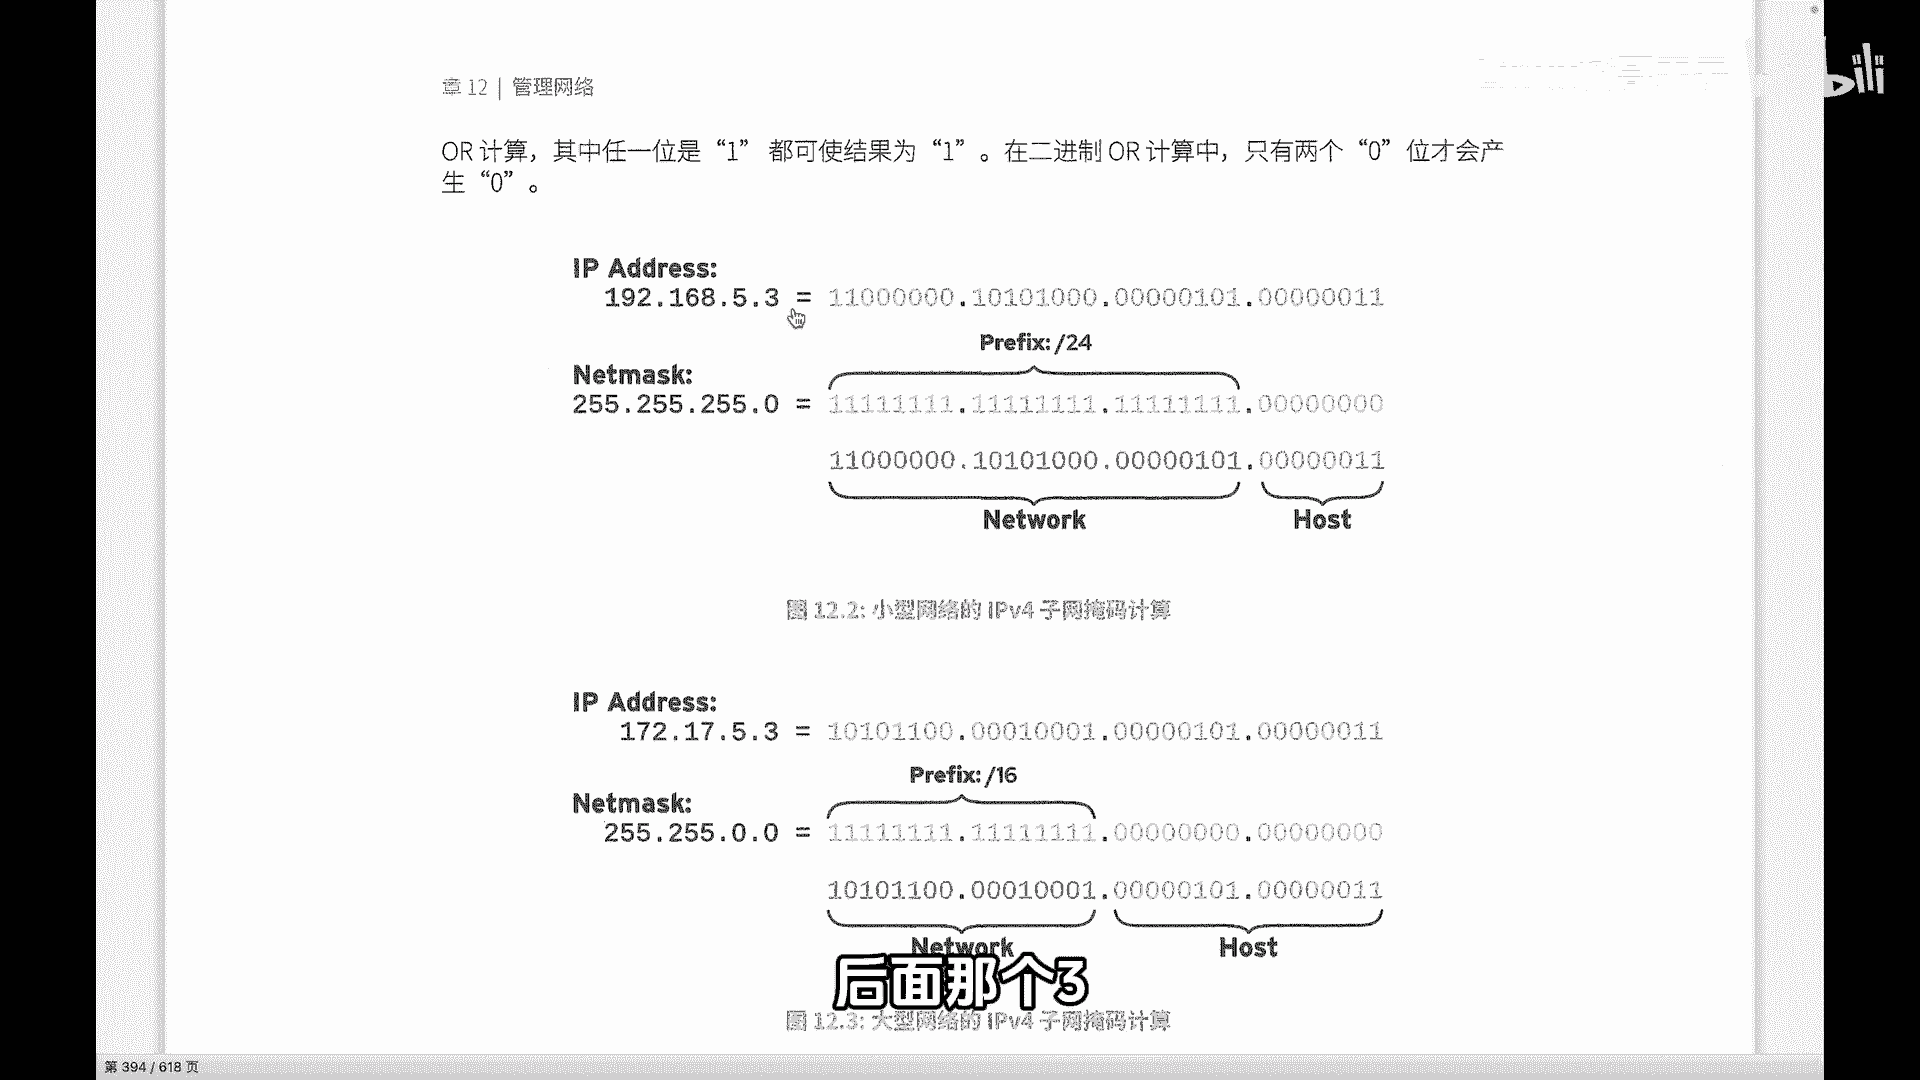 章 12 | 管理网络
OR 计算，其中任一位是“1” 都可使结果为“1”。在二进制 OR 计算中，只有两个“0”位才会产
生“0”。
IP Address:
192.168.5.3 = 11000000.10101000.00000101.00000011
Prefix: /24
Netmask:
255.255.255.0 = 11111111.11111111.11111111.00000000
11000000.10101000.00000101.00000011
Network Host
图 12.2: 小型网络的 IPv4 子网掩码计算
IP Address:
172.17.5.3 = 10101100.00010001.00000101.00000011
Prefix: /16
Netmask:
255.255.0.0 = 11111111.11111111.00000000.00000000
10101100.00010001.00000101.00000011
Network Host
后面那个3
图 12.3: 大型网络的 IPv4 子网掩码计算
第 394 / 618 页